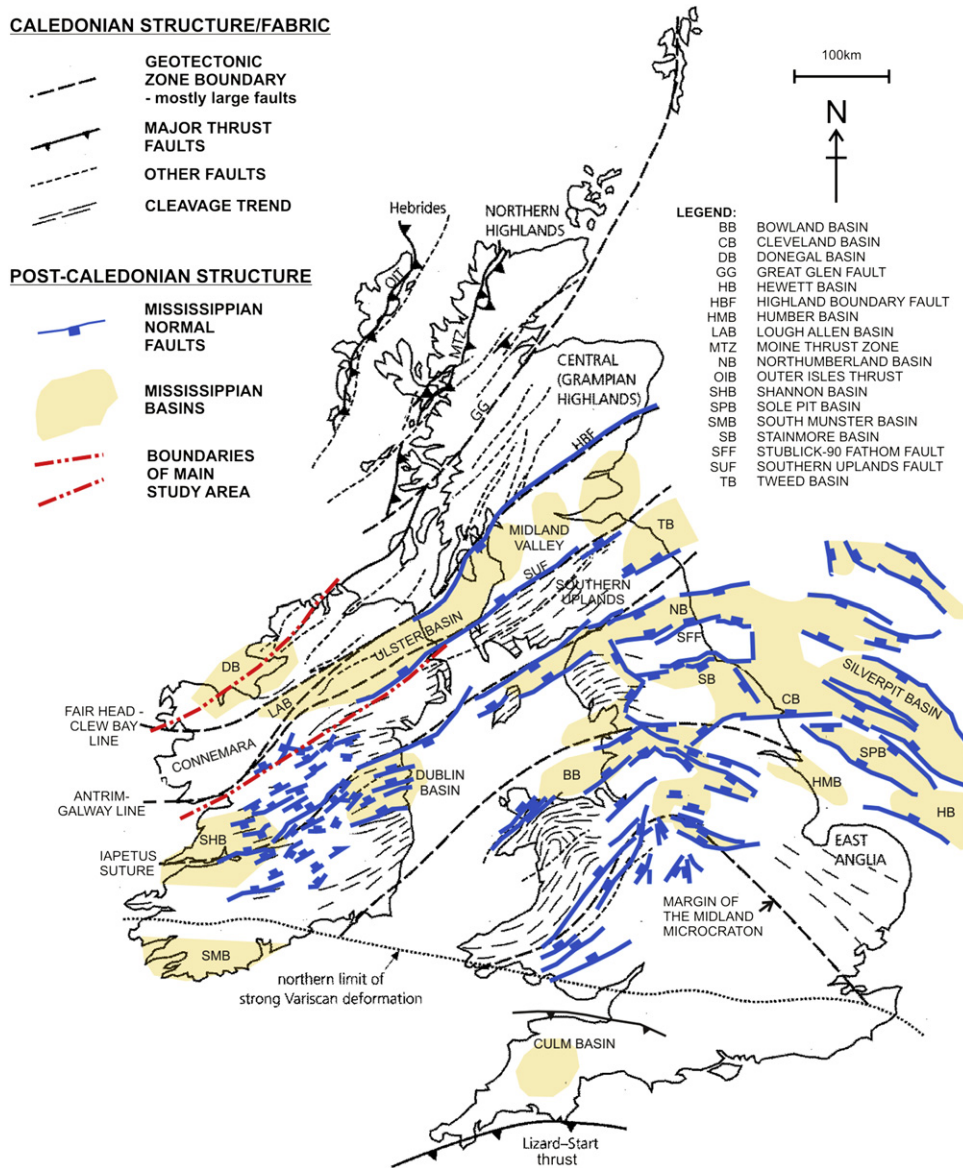 CALEDONIAN STRUCTURE/FABRIC
GEOTECTONIC
ZONE BOUNDARY
- mostly large faults
MAJOR THRUST
FAULTS
OTHER FAULTS
CLEAVAGE TREND
POST-CALEDONIAN STRUCTURE
MISSISSIPPIAN
NORMAL
FAULTS
MISSISSIPPIAN
BASINS
BOUNDARIES
OF MAIN
STUDY AREA
100km
N
LEGEND:
BB BOWLAND BASIN
CB CLEVELAND BASIN
DB DONEGAL BASIN
GG GREAT GLEN FAULT
HB HEWETT BASIN
HBF HIGHLAND BOUNDARY FAULT
HMB HUMBER BASIN
LAB LOUGH ALLEN BASIN
MTZ MOINE THRUST ZONE
NB NORTHUMBERLAND BASIN
OIB OUTER ISLES THRUST
SHB SHANNON BASIN
SPB SOLE PIT BASIN
SMB SOUTH MUNSTER BASIN
SB STAINMORE BASIN
SFF STUBLICK-90 FATHOM FAULT
SUF SOUTHERN UPLANDS FAULT
TB TWEED BASIN
Hebrides
NORTHERN
HIGHLANDS
OIT
MTZ
CENTRAL
(GRAMPIAN
HIGHLANDS)
GG
HBF
MIDLAND
VALLEY
TB
SUF
SOUTHERN
UPLANDS
ULSTER BASIN
NB
SFF
DB
LAB
SB
SILVERPIT BASIN
FAIR HEAD -
CLEW BAY
LINE
CB
CONNEMARA
SPB
DUBLIN
BASIN
BB
HMB
ANTRIM-
GALWAY LINE
HB
SHB
EAST
ANGLIA
IAPETUS
SUTURE
MARGIN OF
THE MIDLAND
MICROCRATON
SMB
northern limit of
strong Variscan deformation
CULM BASIN
Lizard–Start
thrust